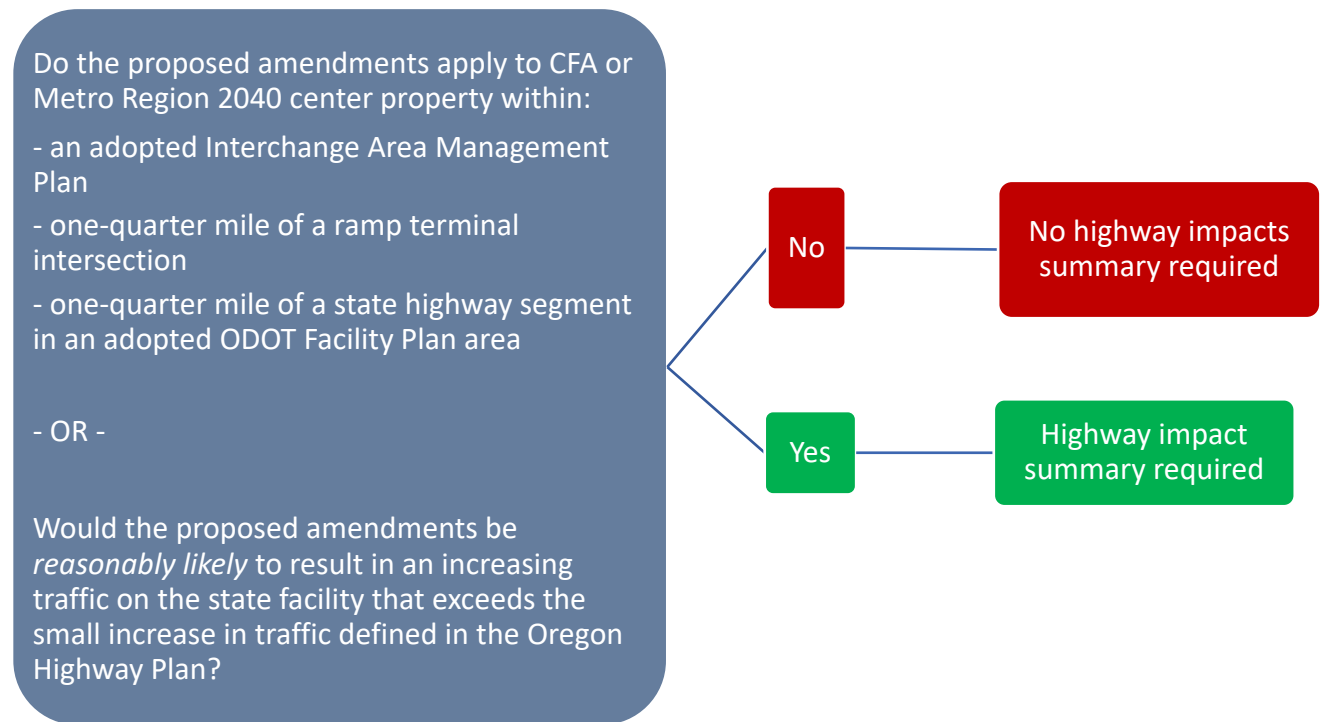 Do the proposed amendments apply to CFA or
Metro Region 2040 center property within:
- an adopted Interchange Area Management
Plan
- one-quarter mile of a ramp terminal
intersection
- one-quarter mile of a state highway segment
in an adopted ODOT Facility Plan area
- OR -
Would the proposed amendments be
reasonably likely to result in an increasing
traffic on the state facility that exceeds the
small increase in traffic defined in the Oregon
Highway Plan?
No
No highway impacts
summary required
Yes
Highway impact
summary required